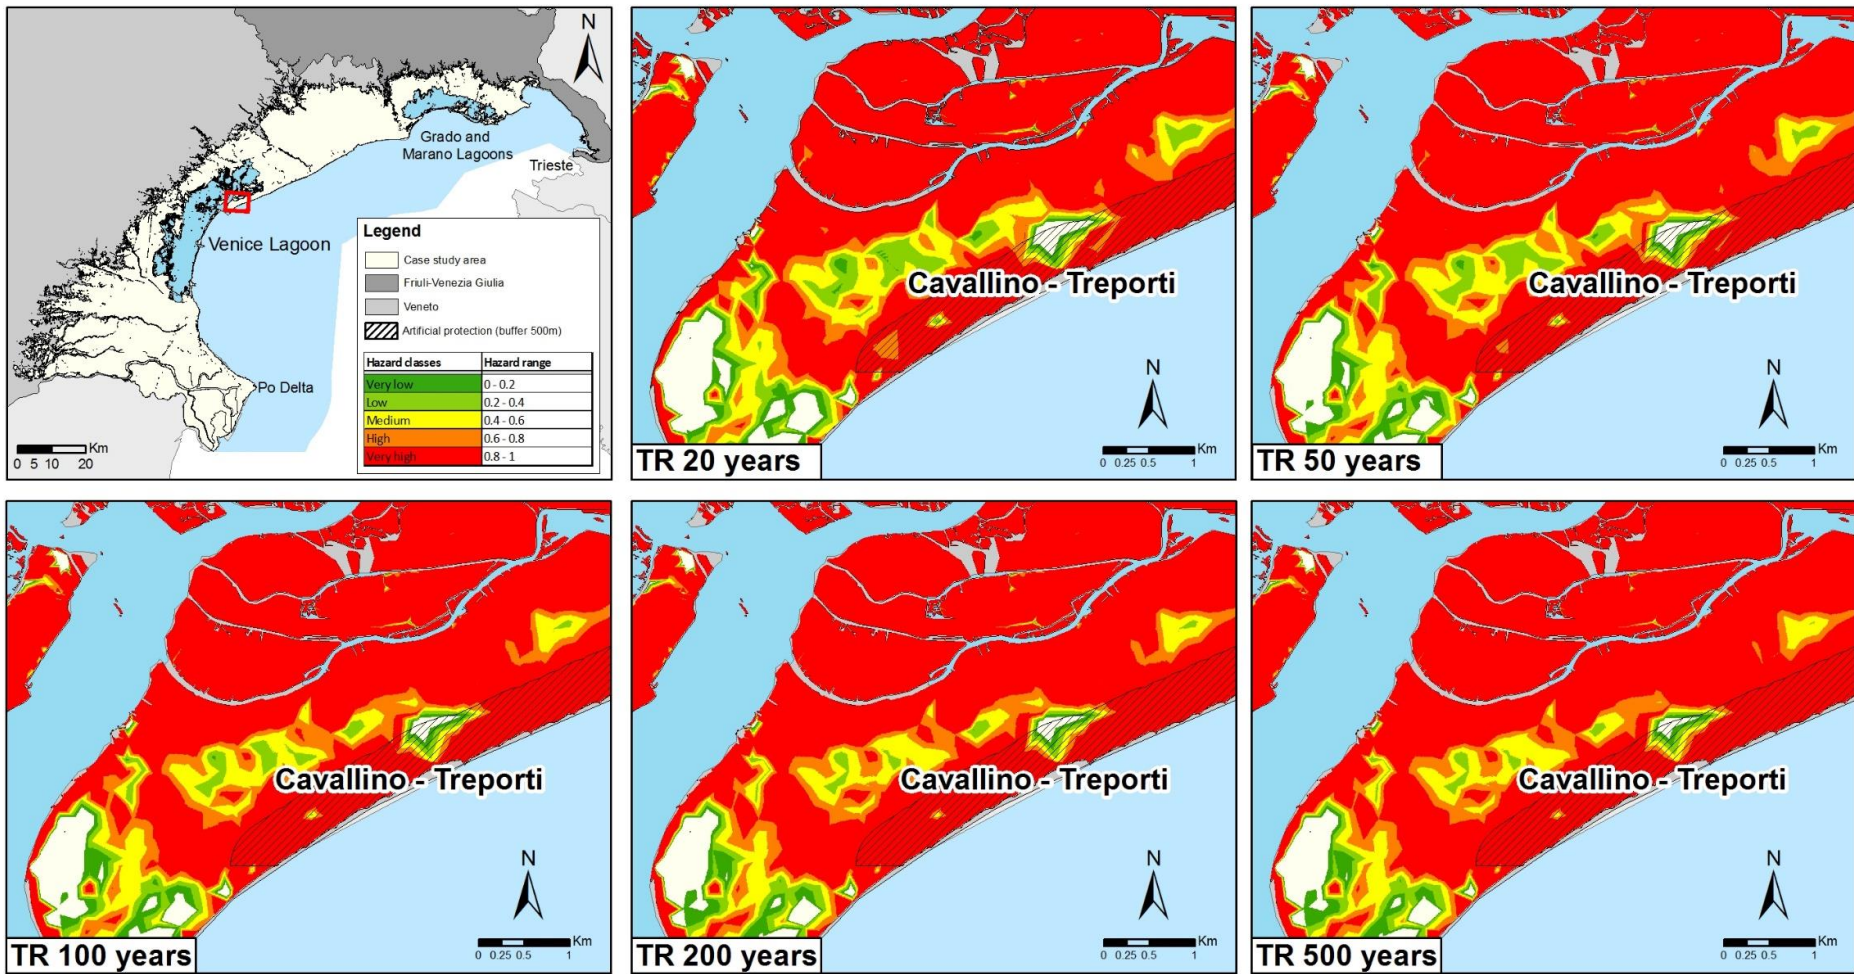 N
Grado and
Marano Lagoons
Trieste
Venice Lagoon
Po Delta
Km
0 5 10 20
Legend
Case study area
Friuli-Venezia Giulia
Veneto
Artificial protection (buffer 500m)
Hazard classes Hazard range
Very low 0 - 0.2
Low 0.2 - 0.4
Medium 0.4 - 0.6
High 0.6 - 0.8
Very high 0.8 - 1
Cavallino - Treporti
N
Km
0 0.25 0.5 1
TR 20 years
Cavallino - Treporti
N
Km
0 0.25 0.5 1
TR 50 years
Cavallino - Treporti
N
Km
0 0.25 0.5 1
TR 100 years
Cavallino - Treporti
N
Km
0 0.25 0.5 1
TR 200 years
Cavallino - Treporti
N
Km
0 0.25 0.5 1
TR 500 years